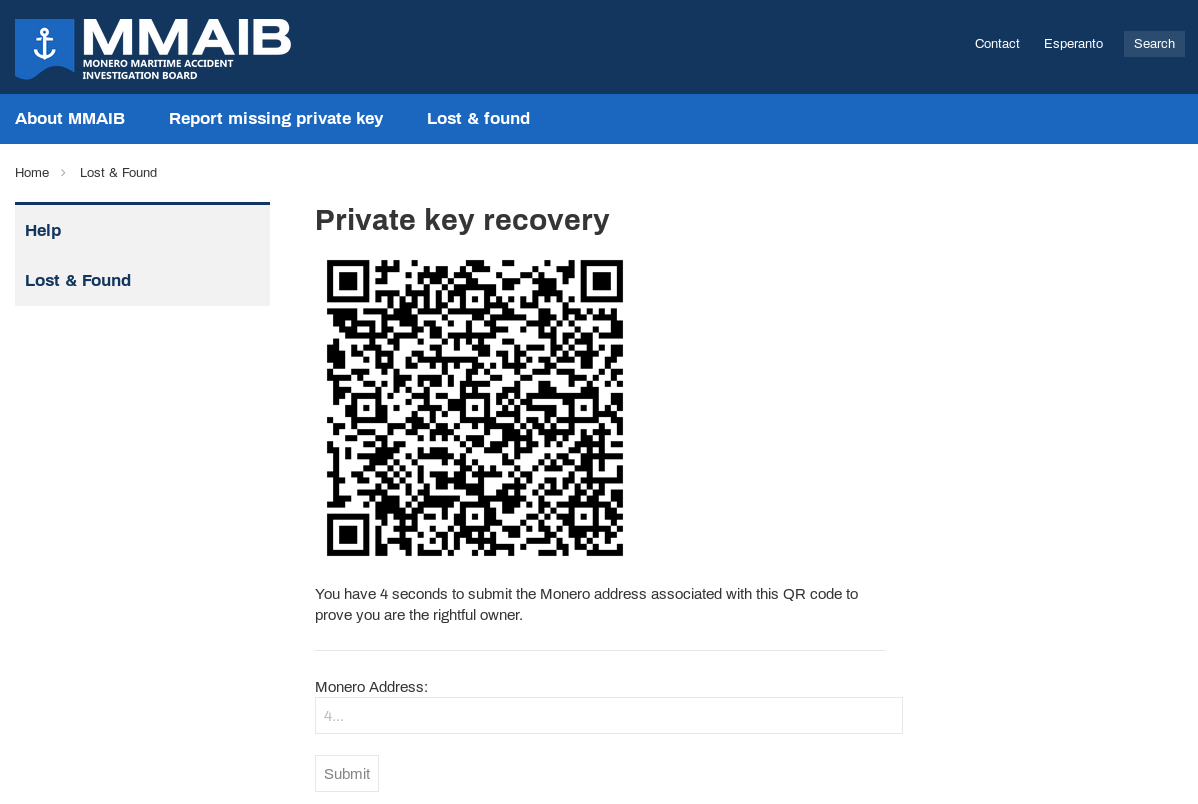 MMAIB
MONERO MARITIME ACCIDENT
INVESTIGATION BOARD
Contact
Esperanto
Search
About MMAIB
Report missing private key
Lost & found
Home
Lost & Found
Help
Lost & Found
Private key recovery
You have 4 seconds to submit the Monero address associated with this QR code to
prove you are the rightful owner.
Monero Address:
4...
Submit